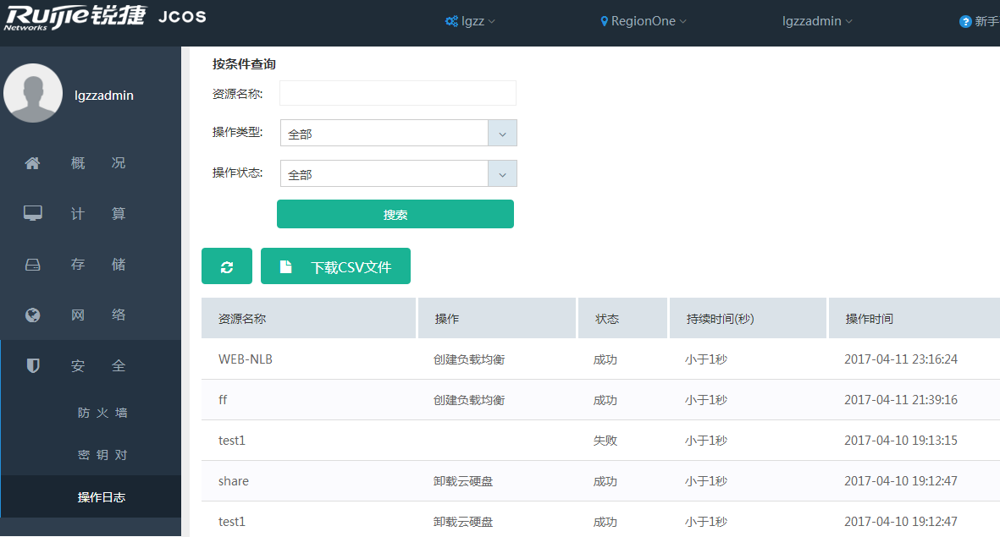 Ruijie锐捷 JCOS
Networks
lgzz
RegionOne
lgzzadmin
新手
lgzzadmin
概 况
计 算
存 储
网 络
安 全
防 火 墙
密 钥 对
操作日志
按条件查询
资源名称:
操作类型: 全部
操作状态: 全部
搜索
下载CSV文件
资源名称 操作 状态 持续时间(秒) 操作时间
WEB-NLB 创建负载均衡 成功 小于1秒 2017-04-11 23:16:24
ff 创建负载均衡 成功 小于1秒 2017-04-11 21:39:16
test1 失败 小于1秒 2017-04-10 19:13:15
share 卸载云硬盘 成功 小于1秒 2017-04-10 19:12:47
test1 卸载云硬盘 成功 小于1秒 2017-04-10 19:12:47